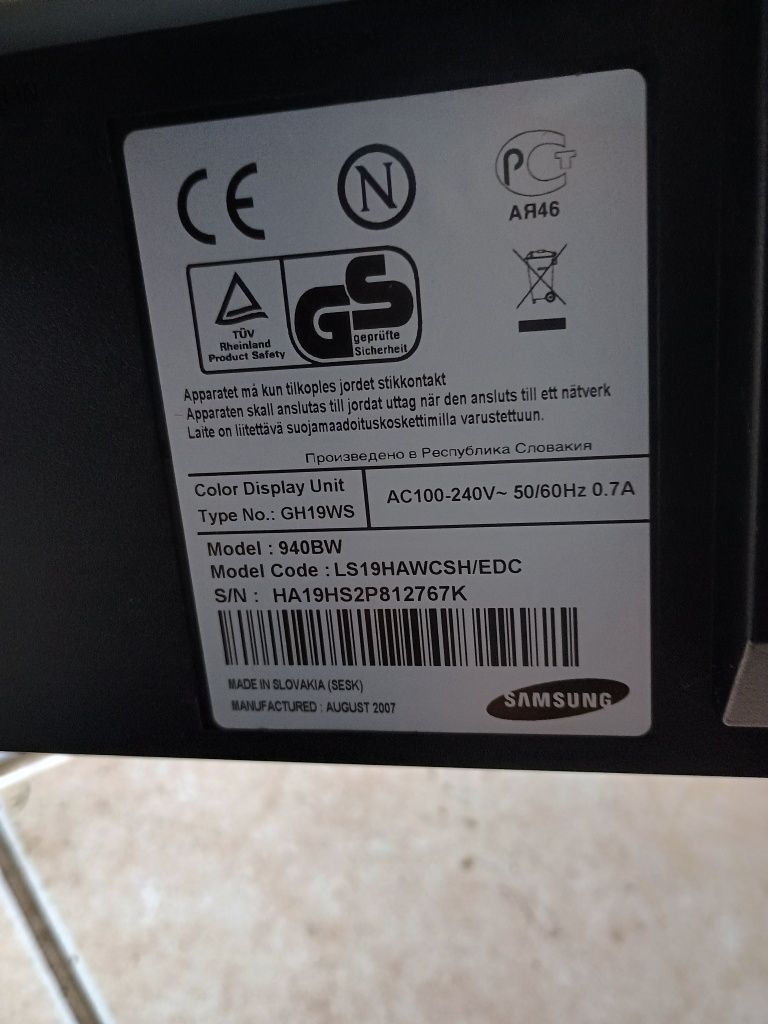 CE
N
РСТ
АЯ46
TÜV
Rheinland
Product Safety
GS
geprüfte
Sicherheit
Apparatet må kun tilkoples jordet stikkontakt
Apparaten skall anslutas till jordat uttag når den ansluts till ett nätverk
Laite on liitettävä suojamaadoituskoskettimilla varustettuun.
Произведено в Республика Словакия
Color Display Unit
Type No.: GH19WS
AC100-240V~ 50/60Hz 0.7A
Model : 940BW
Model Code : LS19HAWCSH/EDC
S/N : HA19HS2P812767K
MADE IN SLOVAKIA (SESK)
MANUFACTURED : AUGUST 2007
SAMSUNG